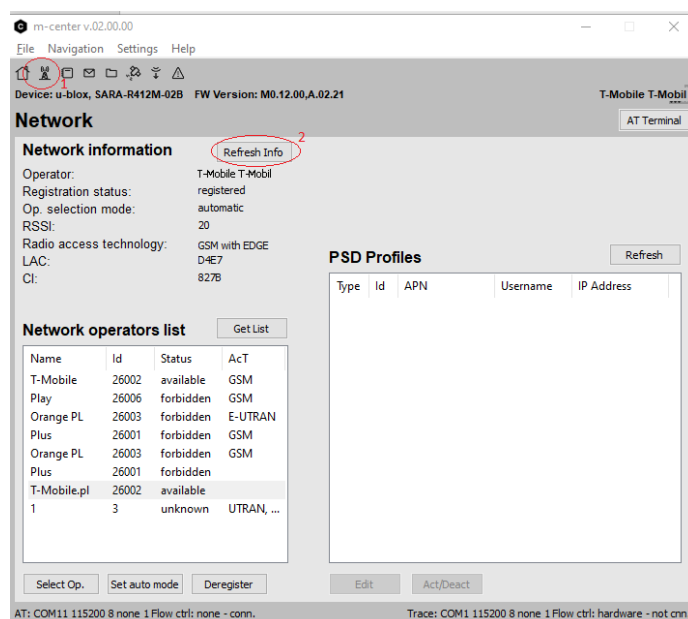 m-center v.02.00.00
File Navigation Settings Help
1
Device: u-blox, SARA-R412M-02B FW Version: M0.12.00,A.02.21 T-Mobile T-Mobil
Network AT Terminal
Network information Refresh Info 2
Operator: T-Mobile T-Mobil
Registration status: registered
Op. selection mode: automatic
RSSI: 20
Radio access technology: GSM with EDGE
LAC: D4E7
CI: 827B
PSD Profiles Refresh
Type Id APN Username IP Address
Network operators list Get List
Name Id Status AcT
T-Mobile 26002 available GSM
Play 26006 forbidden GSM
Orange PL 26003 forbidden E-UTRAN
Plus 26001 forbidden GSM
Orange PL 26003 forbidden GSM
Plus 26001 forbidden
T-Mobile.pl 26002 available
1 3 unknown UTRAN, ...
Select Op. Set auto mode Deregister Edit Act/Deact
AT: COM11 115200 8 none 1 Flow ctrl: none - conn. Trace: COM1 115200 8 none 1 Flow ctrl: hardware - not cnn